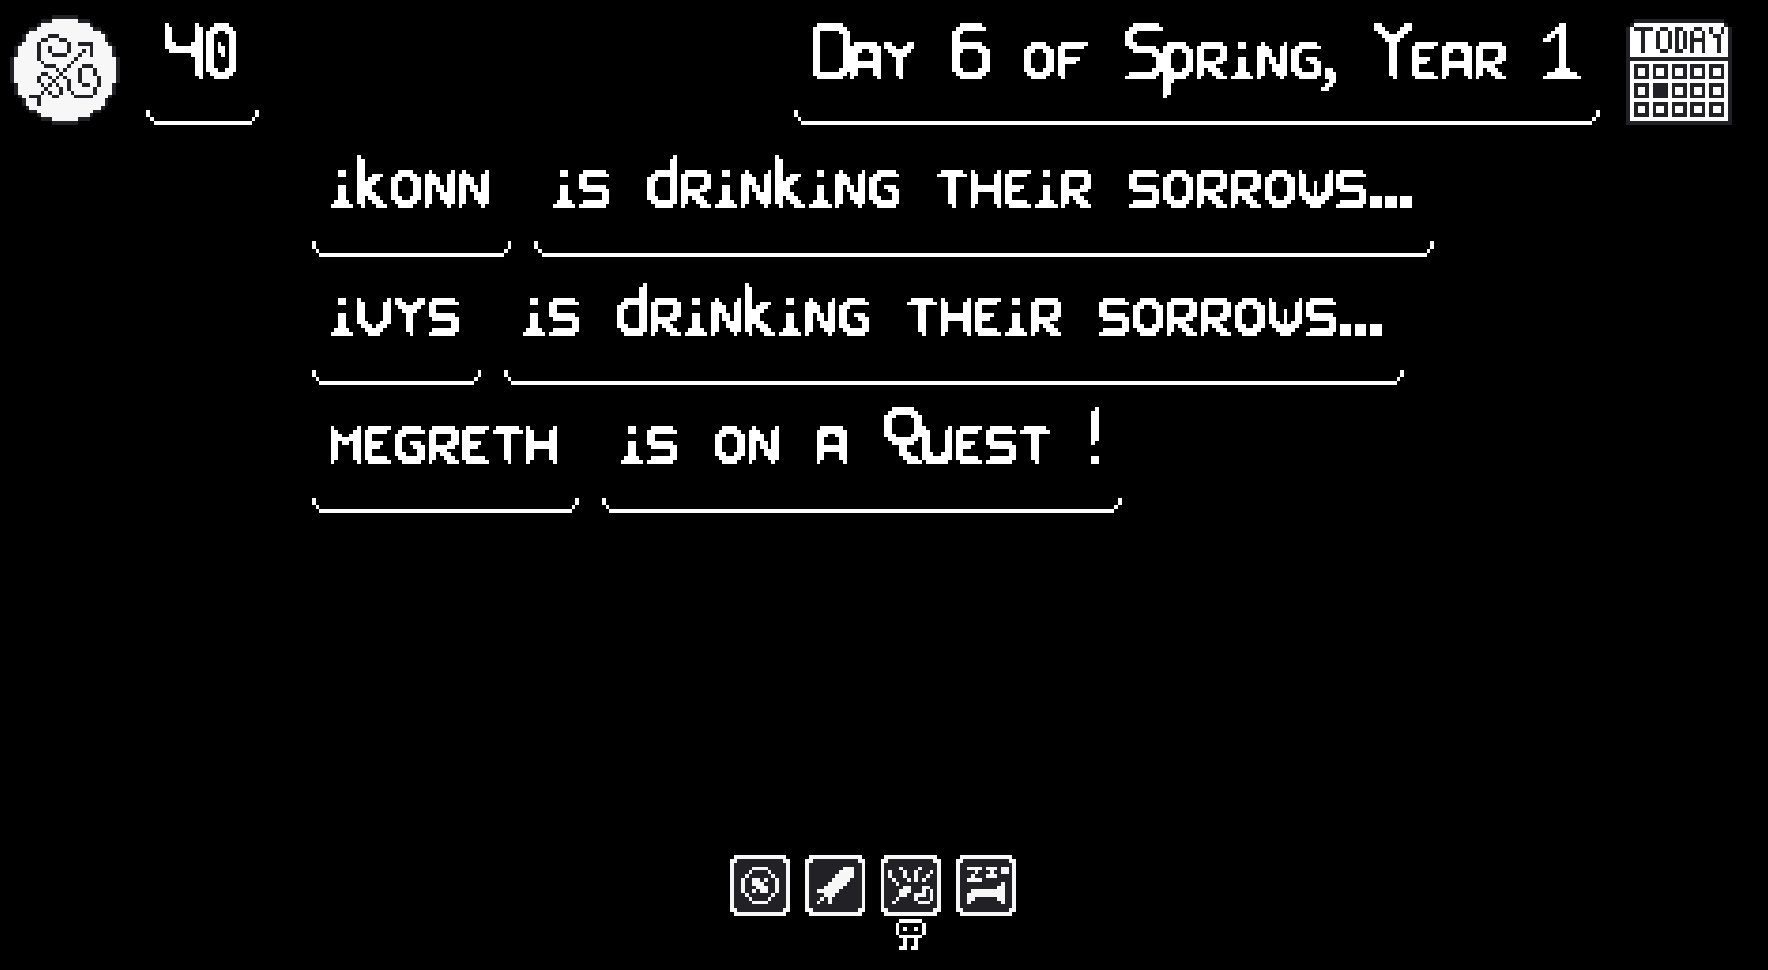 40
Day 6 of Spring, Year 1
TODAY
ikonn is drinking their sorrows...
ivys is drinking their sorrows...
megreth is on a Quest !
zzz